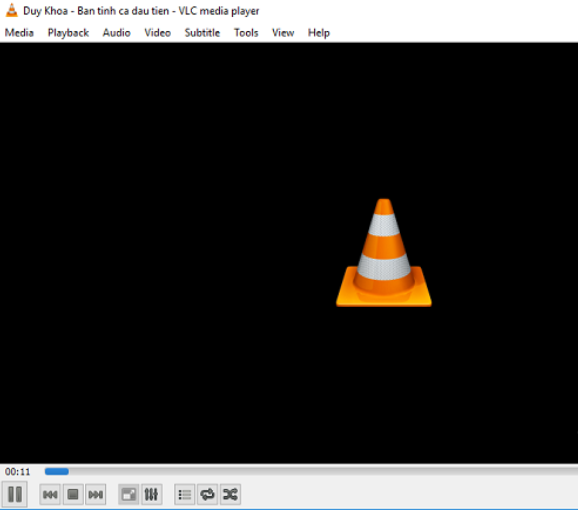 Duy Khoa - Ban tinh ca dau tien - VLC media player
Media Playback Audio Video Subtitle Tools View Help
00:11